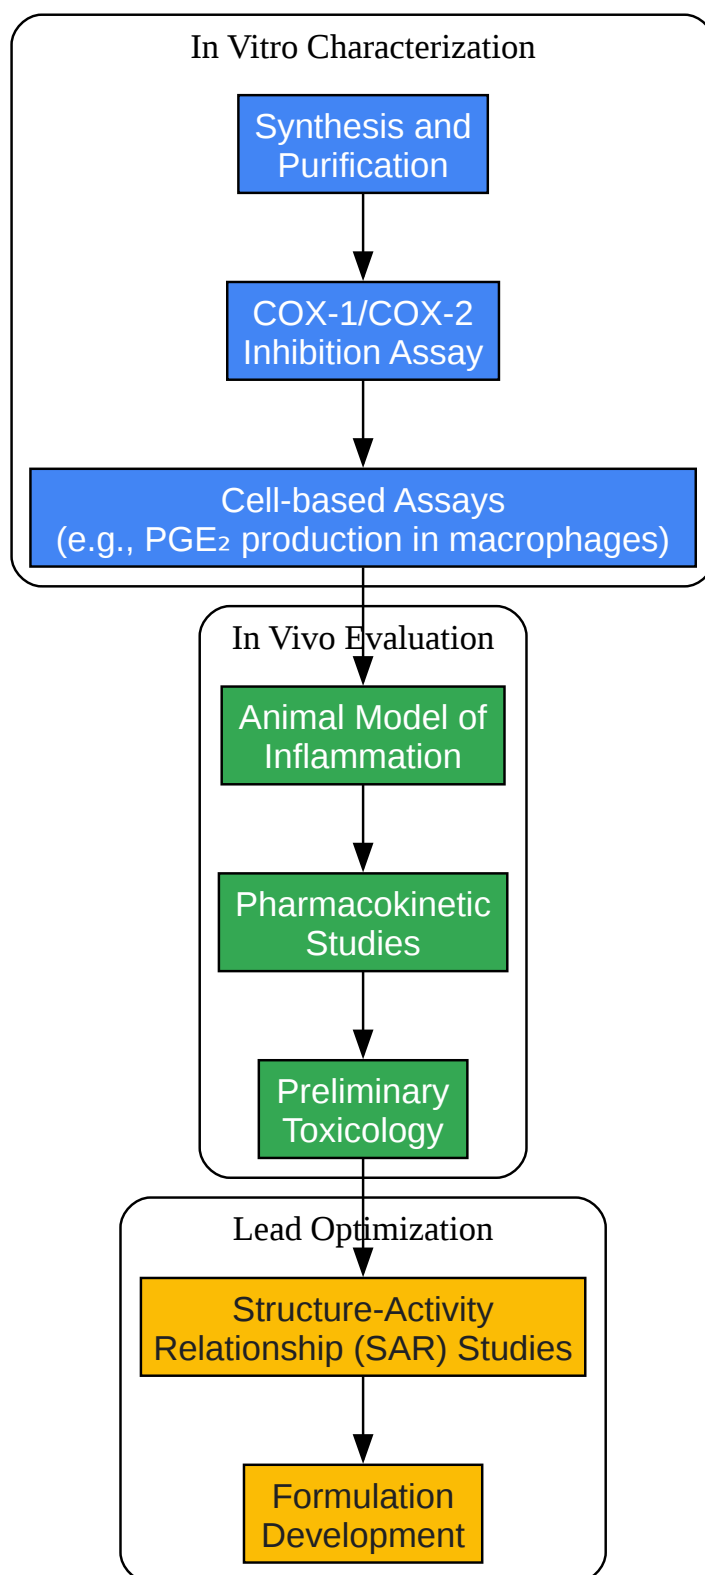 In Vitro Characterization
Synthesis and
Purification
COX-1/COX-2
Inhibition Assay
Cell-based Assays
(e.g., PGE₂ production in macrophages)
In Vivo Evaluation
Animal Model of
Inflammation
Pharmacokinetic
Studies
Preliminary
Toxicology
Lead Optimization
Structure-Activity
Relationship (SAR) Studies
Formulation
Development